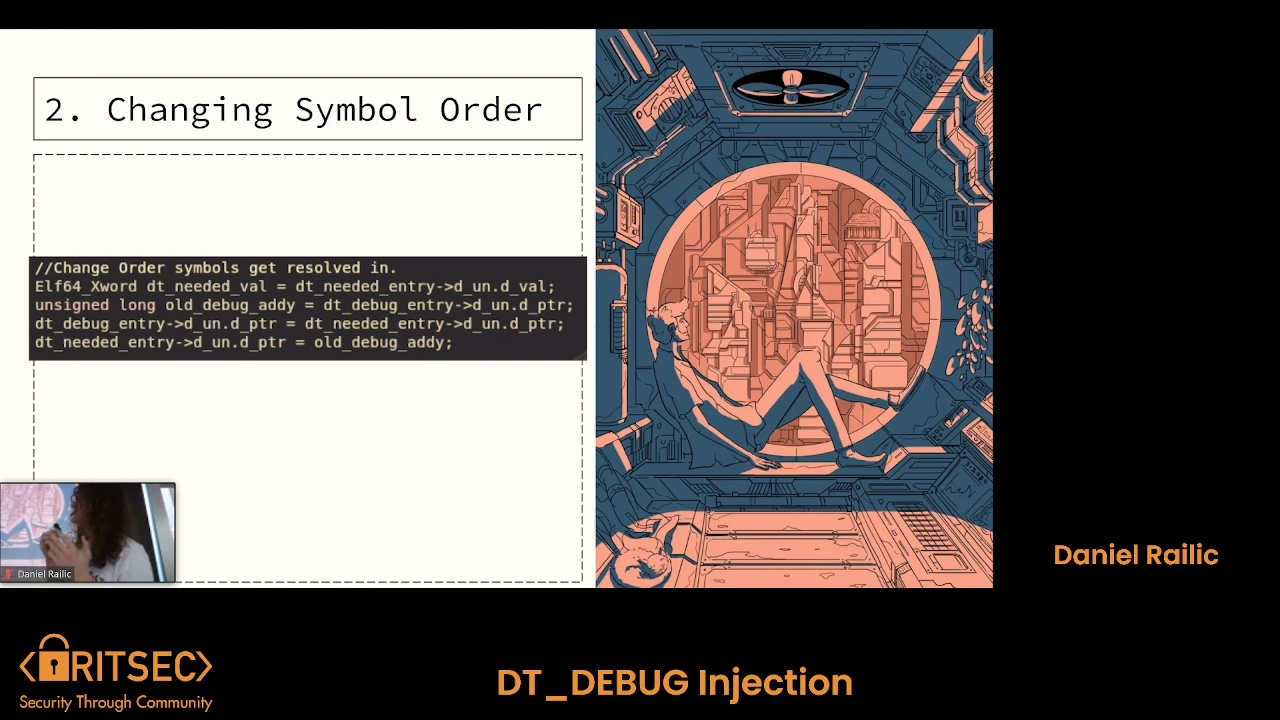 2. Changing Symbol Order
//Change Order symbols get resolved in.
Elf64_Xword dt_needed_val = dt_needed_entry->d_un.d_val;
unsigned long old_debug_addy = dt_debug_entry->d_un.d_ptr;
dt_debug_entry->d_un.d_ptr = dt_needed_entry->d_un.d_ptr;
dt_needed_entry->d_un.d_ptr = old_debug_addy;
11
Daniel Railic
Daniel Railic
RITSEC
Security Through Community
DT_DEBUG Injection